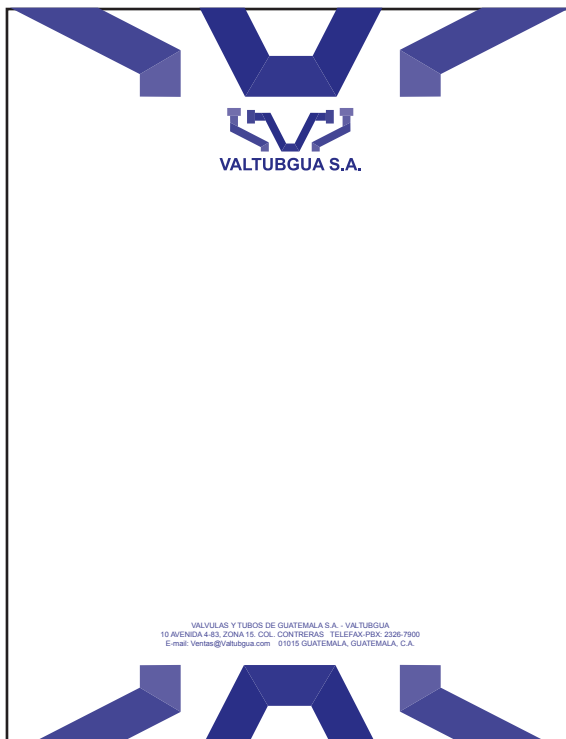 VALTUBGUA S.A.
VALVULAS Y TUBOS DE GUATEMALA S.A. - VALTUBGUA
10 AVENIDA 4-83, ZONA 15. COL. CONTRERAS TELEFAX-PBX: 2326-7900
E-mail: Ventas@Valtubgua.com 01015 GUATEMALA, GUATEMALA, C.A.